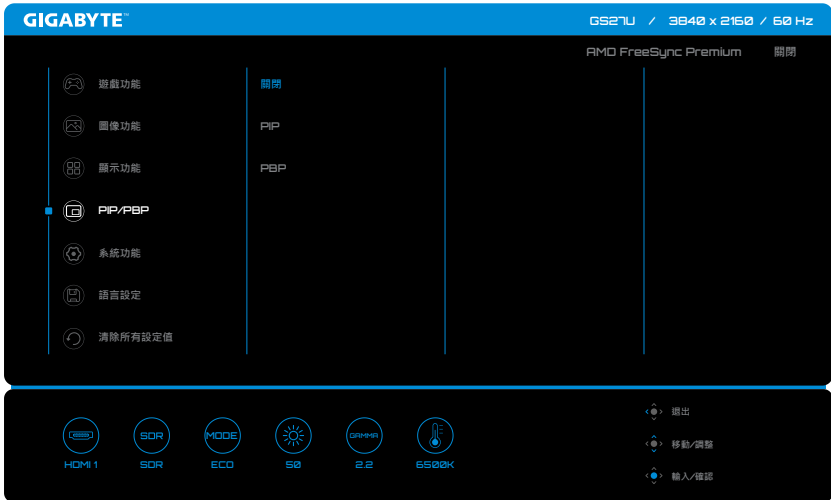 GIGABYTE™
GS27U / 3840 x 2160 / 60 Hz
AMD FreeSync Premium 關閉
遊戲功能
圖像功能
顯示功能
PIP/PBP
系統功能
語言設定
清除所有設定值
關閉
PIP
PBP
SDR
MODE
GAMMA
HDMI 1
SDR
ECO
50
2.2
6500K
退出
移動/調整
輸入/確認